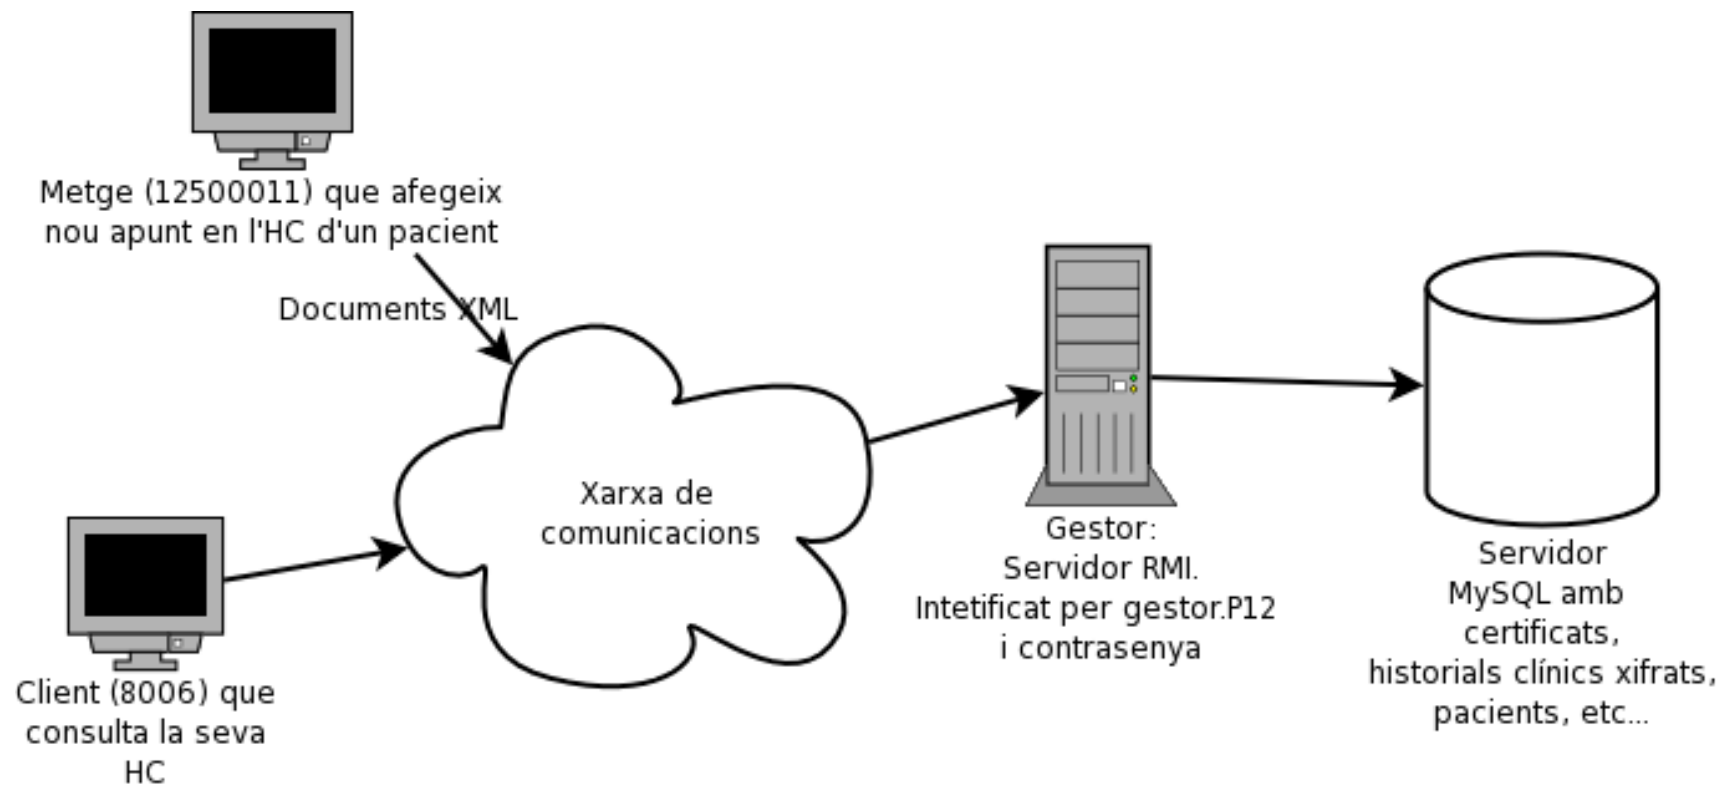 Metge (12500011) que afegeix
nou apunt en l'HC d'un pacient
Documents XML
Xarxa de
comunicacions
Client (8006) que
consulta la seva
HC
Gestor:
Servidor RMI.
Intetificat per gestor.P12
i contrasenya
Servidor
MySQL amb
certificats,
historials clínics xifrats,
pacients, etc...